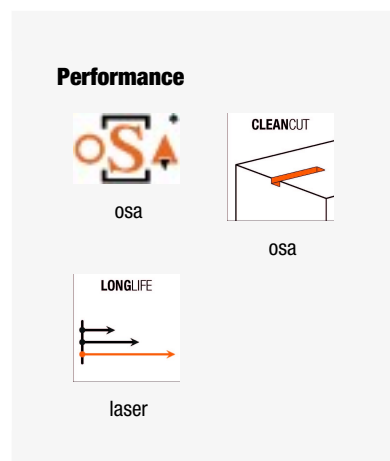 Performance
OSA
osa
CLEANCUT
osa
LONGLIFE
laser